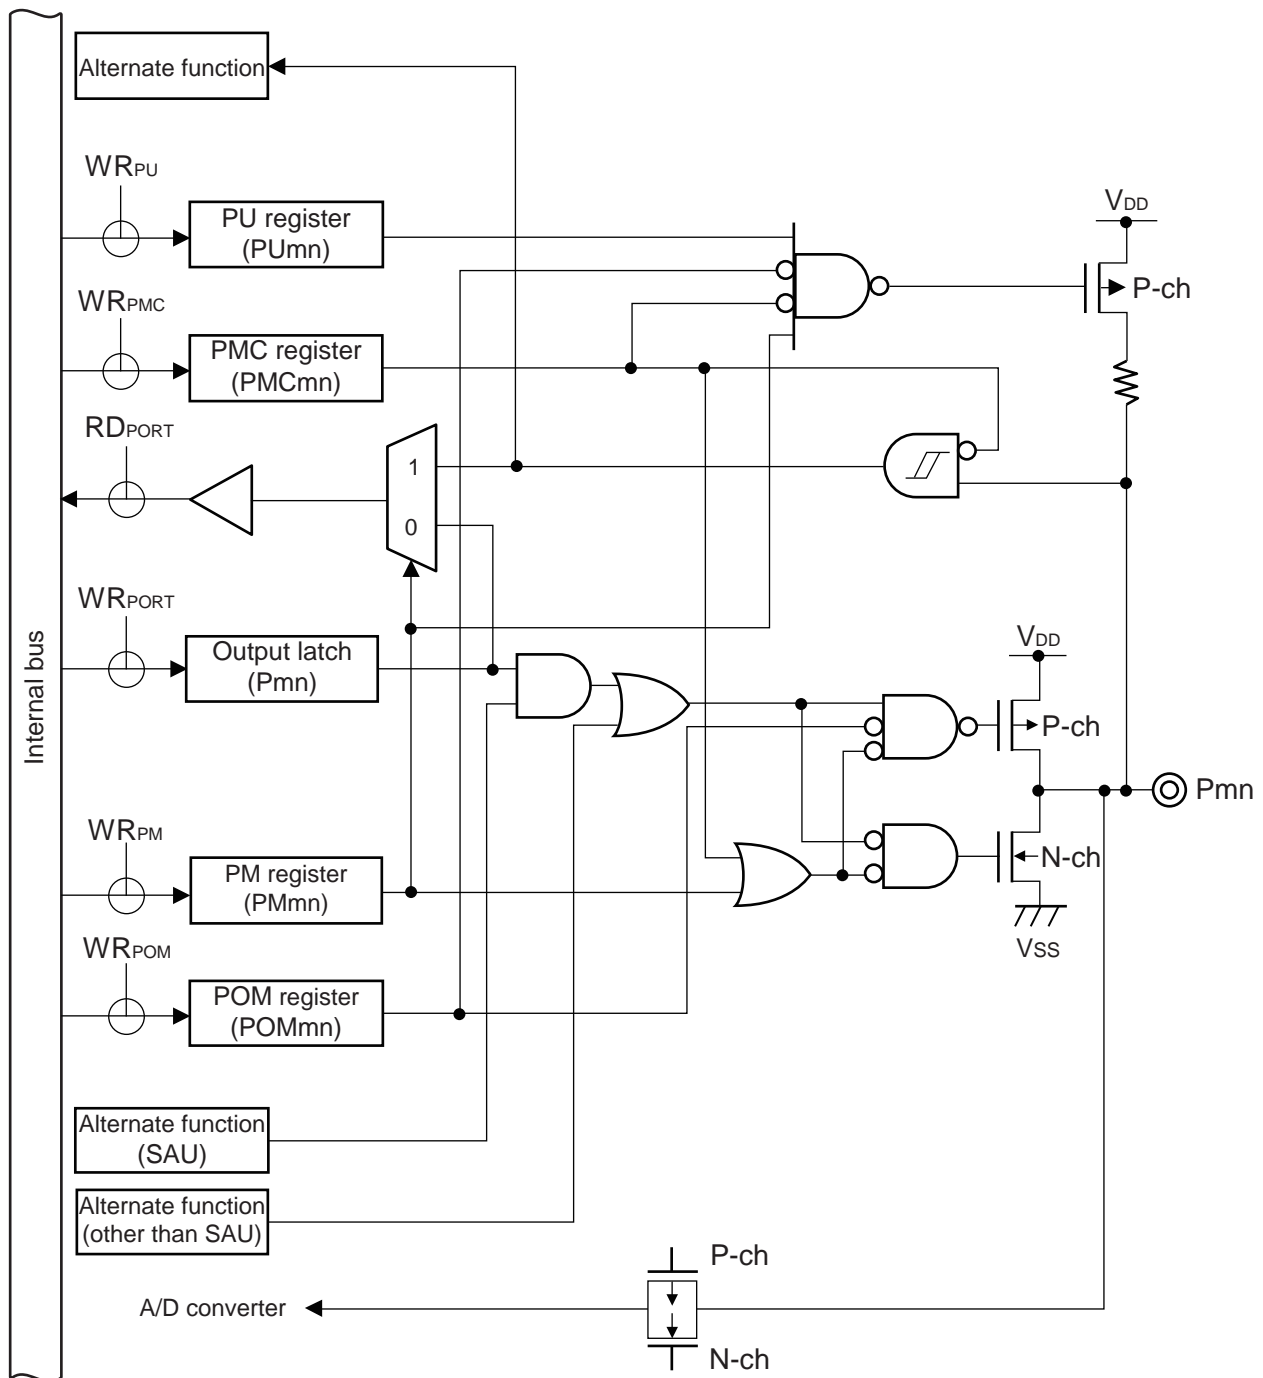 Alternate function
WRPU
PU register
(PUmn)
VDD
P-ch
WRPMC
PMC register
(PMCmn)
RDPORT
1
0
WRPORT
Output latch
(Pmn)
VDD
P-ch
Pmn
Internal bus
WRPM
PM register
(PMmn)
N-ch
VSS
WRPOM
POM register
(POMmn)
Alternate function
(SAU)
Alternate function
(other than SAU)
P-ch
A/D converter
N-ch